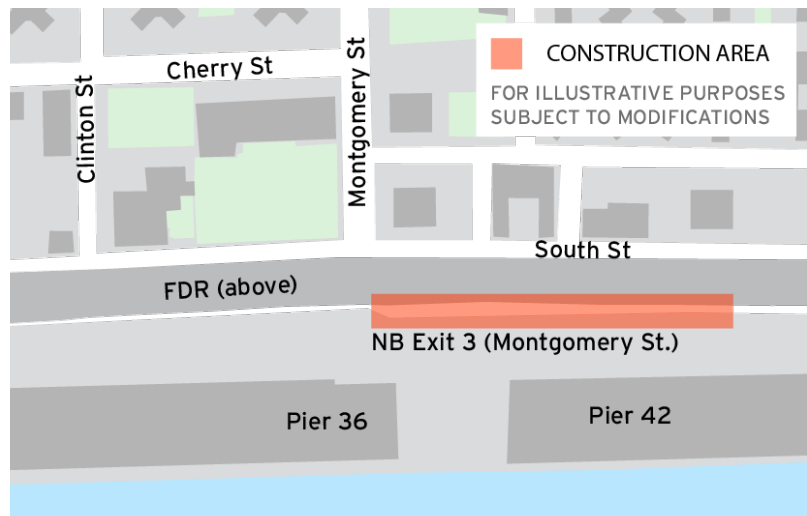 CONSTRUCTION AREA
FOR ILLUSTRATIVE PURPOSES
SUBJECT TO MODIFICATIONS
Cherry St
Clinton St
Montgomery St
South St
FDR (above)
NB Exit 3 (Montgomery St.)
Pier 36
Pier 42